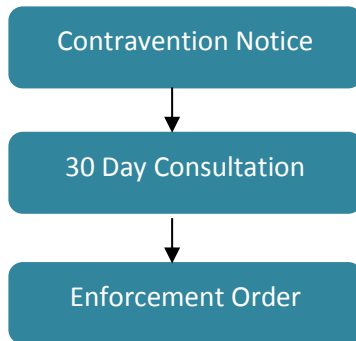 Contravention Notice
30 Day Consultation
Enforcement Order